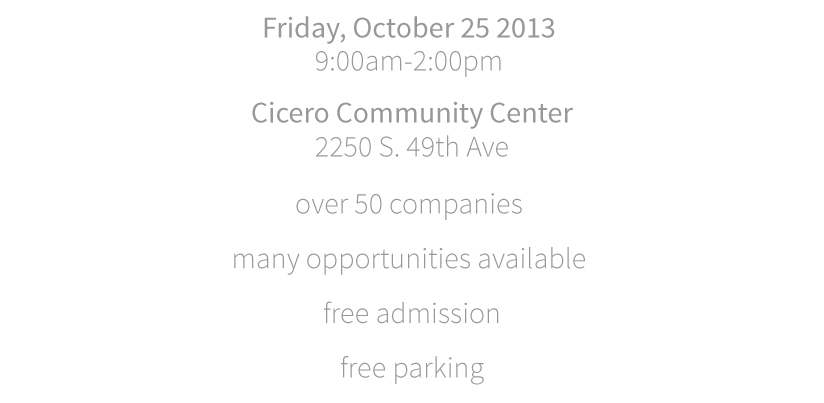 Friday, October 25 2013
9:00am-2:00pm
Cicero Community Center
2250 S. 49th Ave
over 50 companies
many opportunities available
free admission
free parking